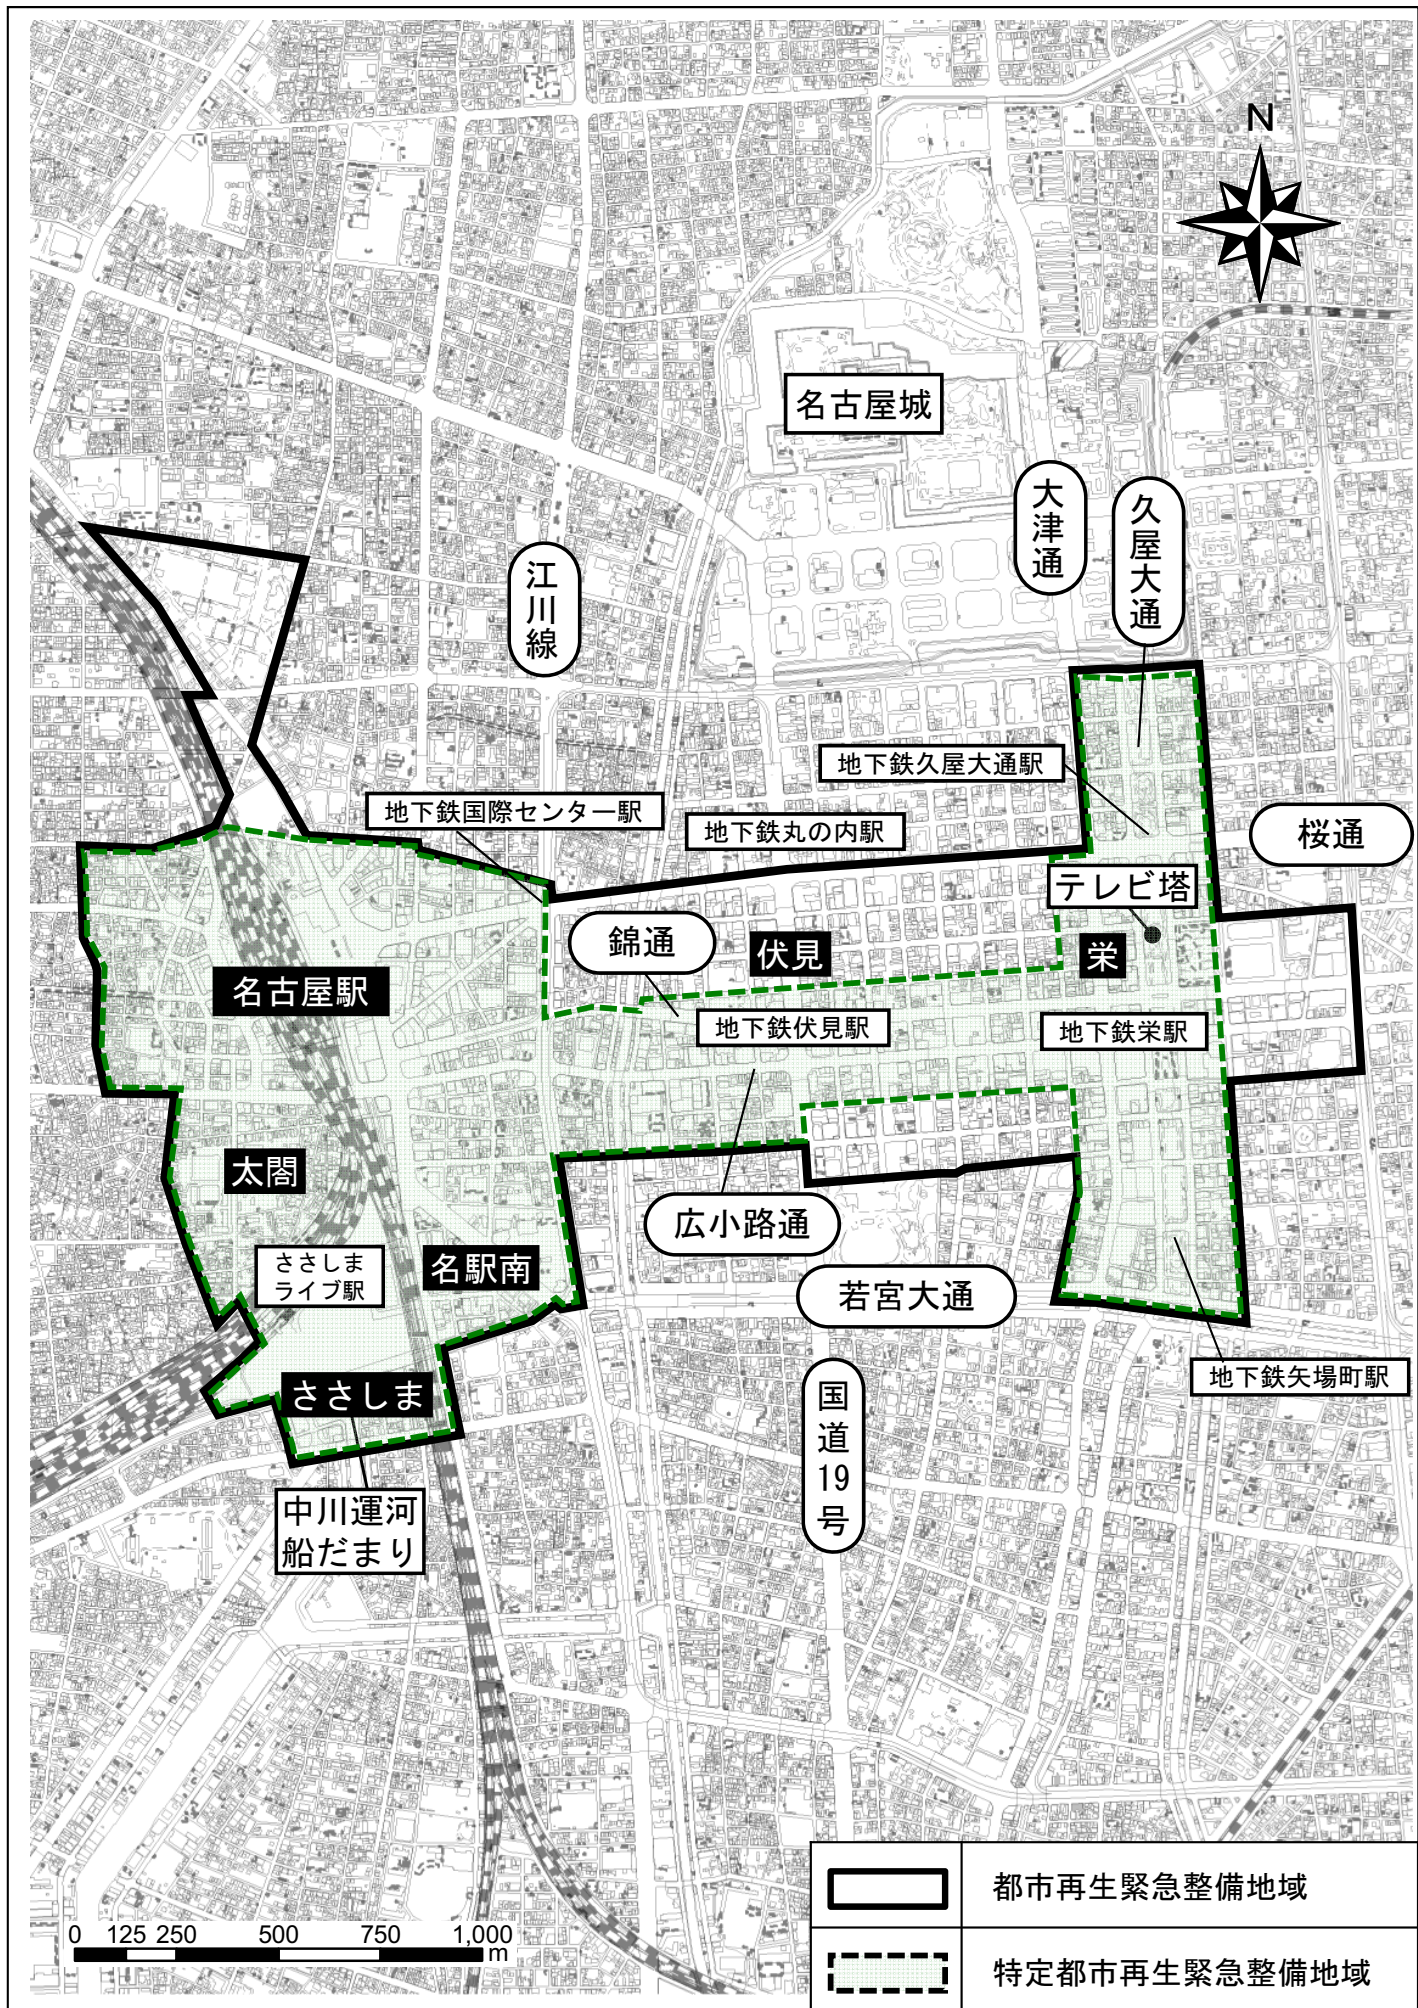 N
名古屋城
大津通
久屋大通
江川線
地下鉄久屋大通駅
地下鉄国際センター駅
地下鉄丸の内駅
桜通
テレビ塔
錦通
伏見
栄
名古屋駅
地下鉄伏見駅
地下鉄栄駅
太閤
広小路通
ささしま
ライブ駅
名駅南
若宮大通
地下鉄矢場町駅
ささしま
国道19号
中川運河
船だまり
都市再生緊急整備地域
特定都市再生緊急整備地域
0 125 250 500 750 1,000
m